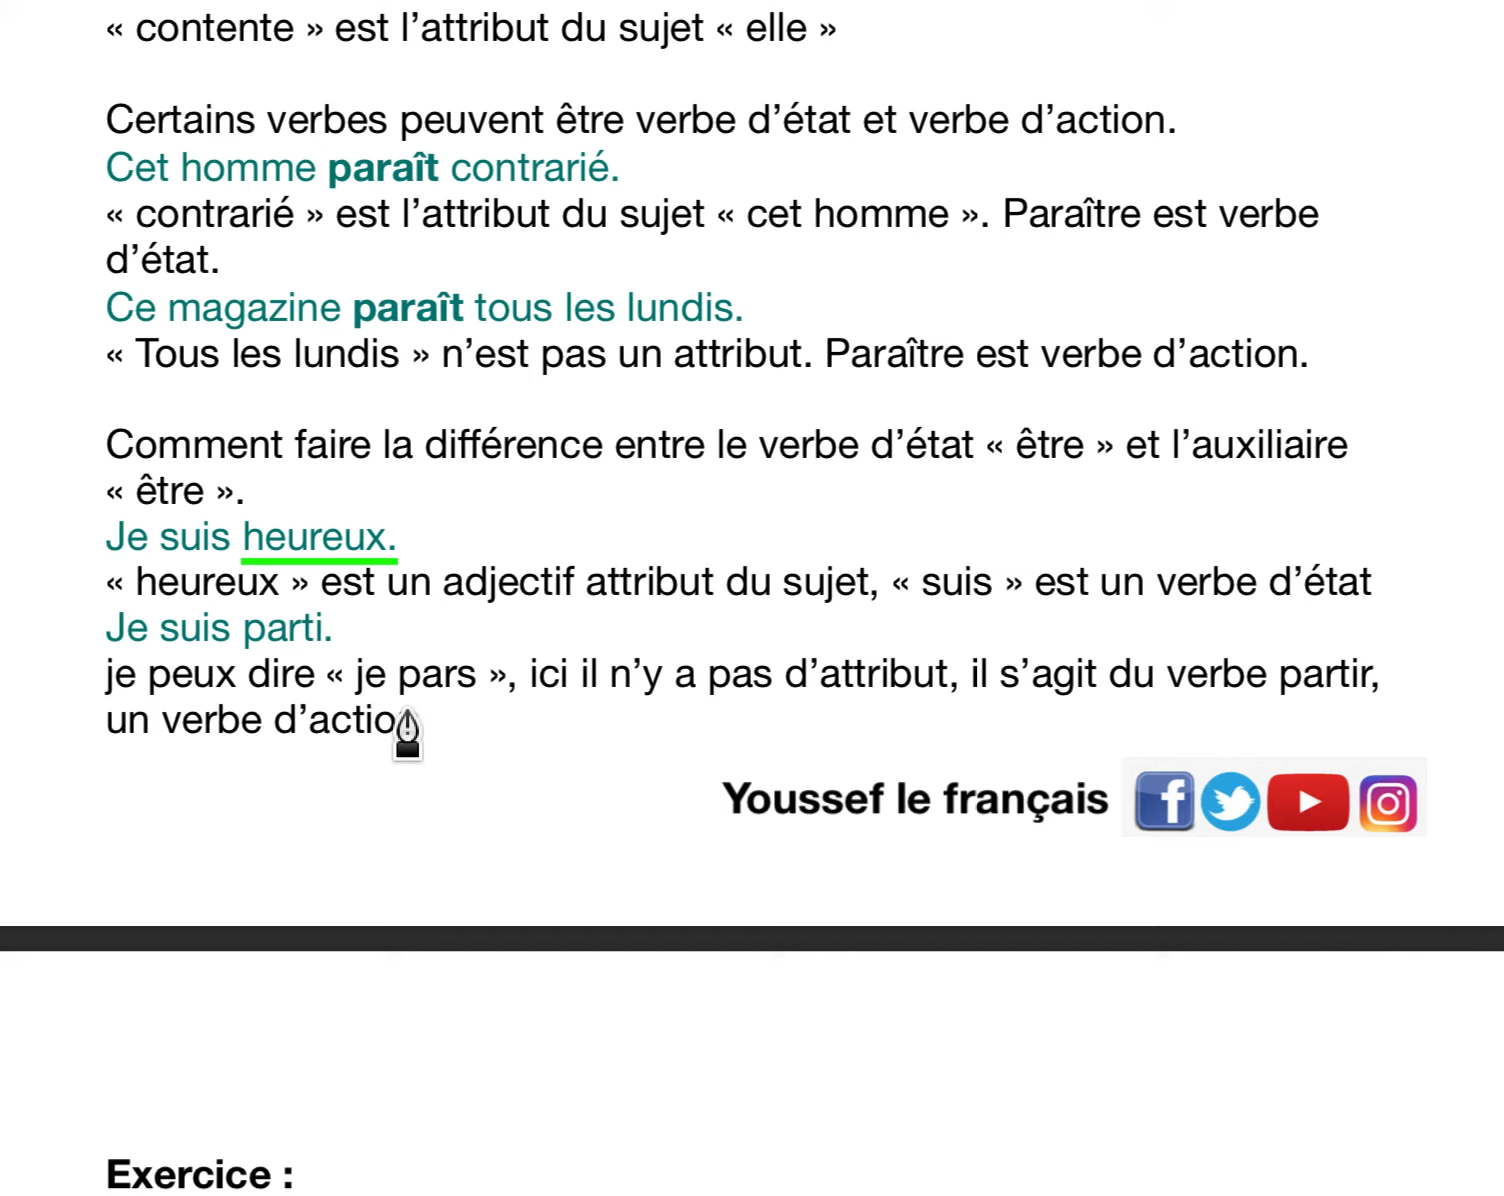 « contente » est l’attribut du sujet « elle »
Certains verbes peuvent être verbe d’état et verbe d’action.
Cet homme paraît contrarié.
« contrarié » est l’attribut du sujet « cet homme ». Paraître est verbe
d’état.
Ce magazine paraît tous les lundis.
« Tous les lundis » n’est pas un attribut. Paraître est verbe d’action.
Comment faire la différence entre le verbe d’état « être » et l’auxiliaire
« être ».
Je suis heureux.
« heureux » est un adjectif attribut du sujet, « suis » est un verbe d’état
Je suis parti.
je peux dire « je pars », ici il n’y a pas d’attribut, il s’agit du verbe partir,
un verbe d’actio
Youssef le français
Exercice :